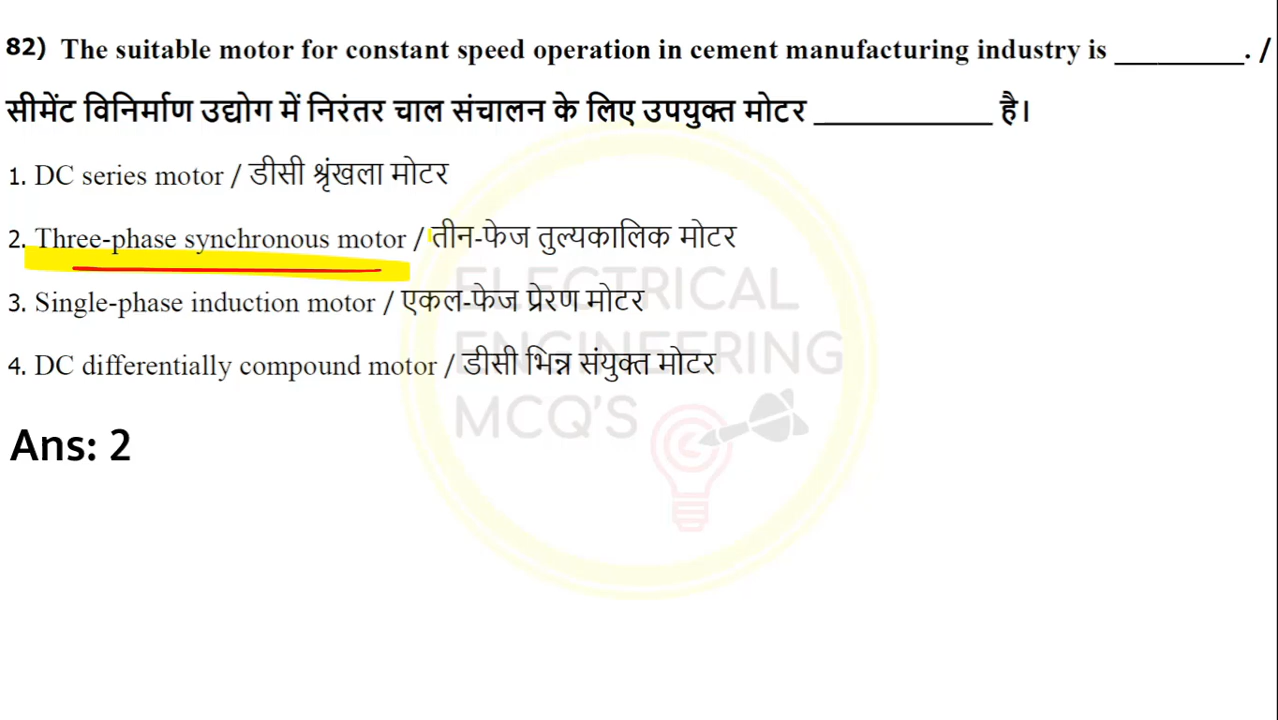 82) The suitable motor for constant speed operation in cement manufacturing industry is _________. /
सीमेंट विनिर्माण उद्योग में निरंतर चाल संचालन के लिए उपयुक्त मोटर ____________ है।
1. DC series motor / डीसी श्रृंखला मोटर
2. Three-phase synchronous motor / तीन-फेज तुल्यकालिक मोटर
3. Single-phase induction motor / एकल-फेज प्रेरण मोटर
4. DC differentially compound motor / डीसी भिन्न संयुक्त मोटर
Ans: 2
ELECTRICAL
ENGINEERING
MCQ'S